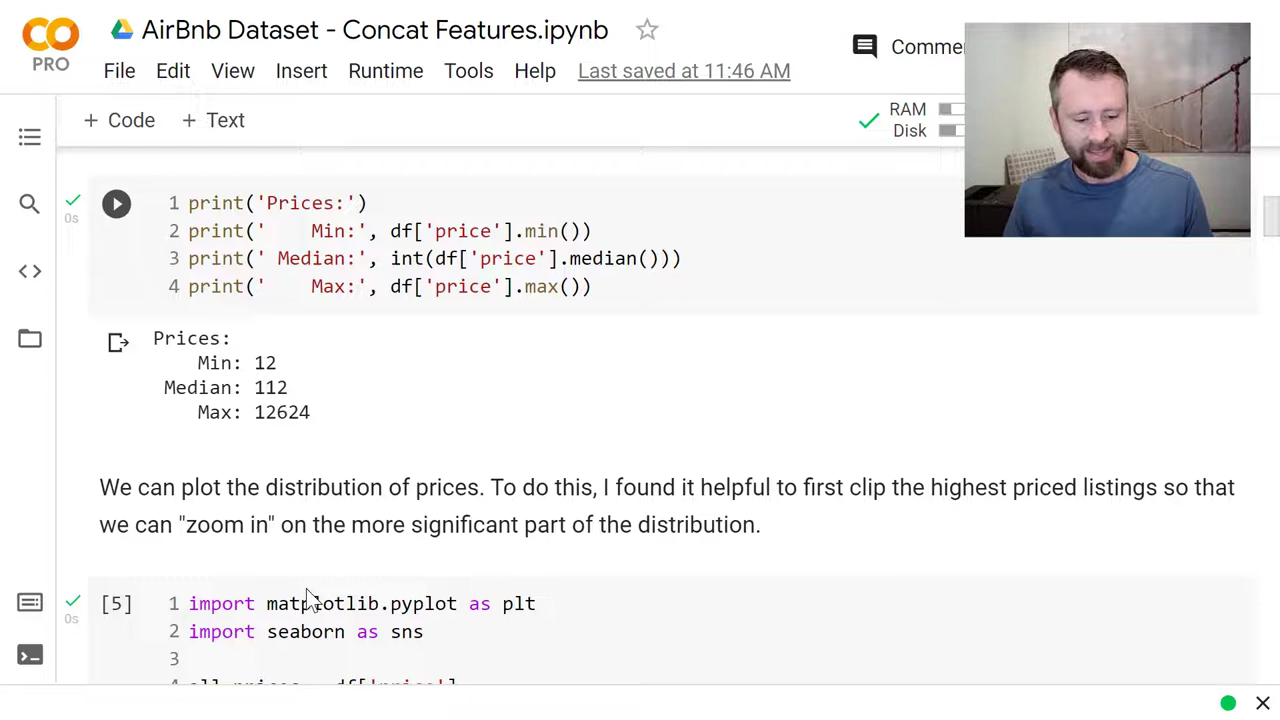 AirBnb Dataset - Concat Features.ipynb
PRO
File Edit View Insert Runtime Tools Help Last saved at 11:46 AM
+ Code + Text
RAM
Disk
0s
1 print('Prices:')
2 print('    Min:', df['price'].min())
3 print(' Median:', int(df['price'].median()))
4 print('    Max:', df['price'].max())
Prices:
    Min: 12
 Median: 112
    Max: 12624
We can plot the distribution of prices. To do this, I found it helpful to first clip the highest priced listings so that
we can "zoom in" on the more significant part of the distribution.
0s
[5] 1 import matplotlib.pyplot as plt
2 import seaborn as sns
3